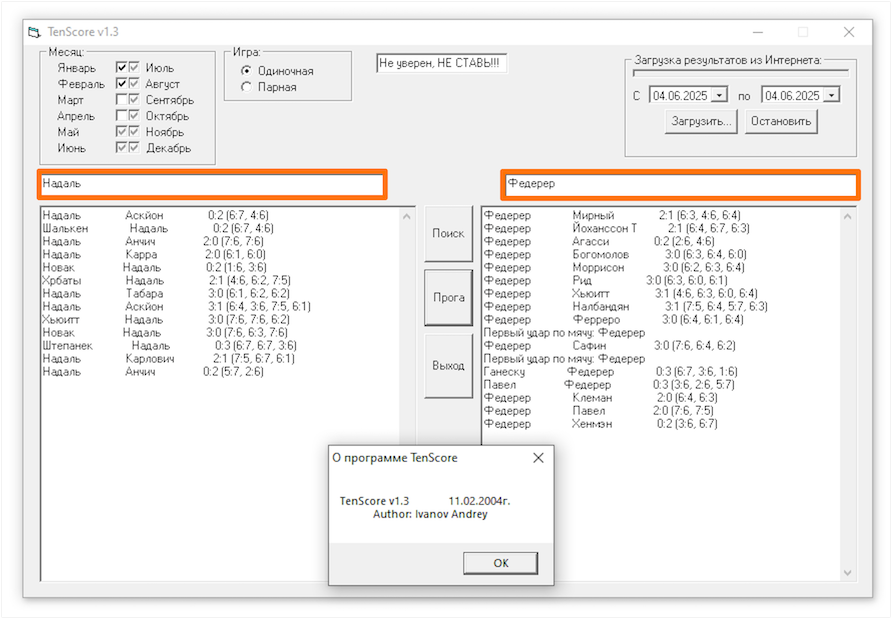 TenScore v1.3
Месяц:
Январь Июль
Февраль Август
Март Сентябрь
Апрель Октябрь
Май Ноябрь
Июнь Декабрь
Игра:
Одиночная
Парная
Не уверен, НЕ СТАВЬ!!!
Загрузка результатов из Интернета:
С 04.06.2025 по 04.06.2025
Загрузить... Остановить
Надаль
Федерер
Надаль Аскйон 0:2 (6:7, 4:6)
Шалькен Надаль 0:2 (6:7, 4:6)
Надаль Анчич 2:0 (7:6, 7:6)
Надаль Карра 2:0 (6:1, 6:0)
Новак Надаль 0:2 (1:6, 3:6)
Хрбаты Надаль 2:1 (4:6, 6:2, 7:5)
Надаль Табара 3:0 (6:1, 6:2, 6:2)
Надаль Аскйон 3:1 (6:4, 3:6, 7:5, 6:1)
Хьюитт Надаль 3:0 (7:6, 7:6, 6:2)
Новак Надаль 3:0 (7:6, 6:3, 7:6)
Штепанек Надаль 0:3 (6:7, 6:7, 3:6)
Надаль Карлович 2:1 (7:5, 6:7, 6:1)
Надаль Анчич 0:2 (5:7, 2:6)
Поиск
Прога
Выход
Федерер Мирный 2:1 (6:3, 4:6, 6:4)
Федерер Йоханссон Т 2:1 (6:4, 6:7, 6:3)
Федерер Агасси 0:2 (2:6, 4:6)
Федерер Богомолов 3:0 (6:3, 6:4, 6:0)
Федерер Моррисон 3:0 (6:2, 6:3, 6:4)
Федерер Рид 3:0 (6:3, 6:0, 6:1)
Федерер Хьюитт 3:1 (4:6, 6:3, 6:0, 6:4)
Федерер Налбандян 3:1 (7:5, 6:4, 5:7, 6:3)
Федерер Ферреро 3:0 (6:4, 6:1, 6:4)
Первый удар по мячу: Федерер
Федерер Сафин 3:0 (7:6, 6:4, 6:2)
Первый удар по мячу: Федерер
Ганеску Федерер 0:3 (6:7, 3:6, 1:6)
Павел Федерер 0:3 (3:6, 2:6, 5:7)
Федерер Клеман 2:0 (6:4, 6:3)
Федерер Павел 2:0 (7:6, 7:5)
Федерер Хенмэн 0:2 (3:6, 6:7)
О программе TenScore
TenScore v1.3 11.02.2004г.
Author: Ivanov Andrey
OK